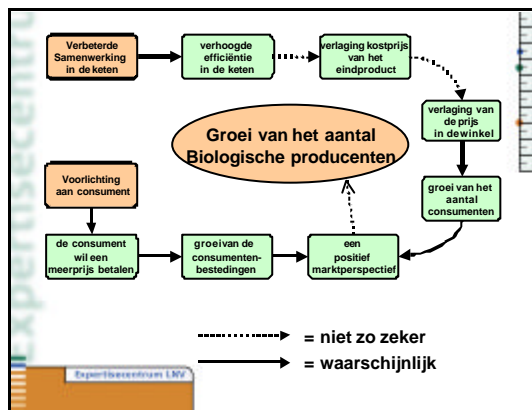 Expertisecentrum
Verbeterde
Samenwerking
in de keten
verhoogde
efficiëntie
in de keten
verlaging kostprijs
van het
eindproduct
verlaging van
de prijs
in de winkel
Groei van het aantal
Biologische producenten
Voorlichting
aan consument
groei van het
aantal
consumenten
de consument
wil een
meerprijs betalen
groei van de
consumenten-
bestedingen
een
positief
marktperspectief
= niet zo zeker
= waarschijnlijk
Expertisecentrum LNV